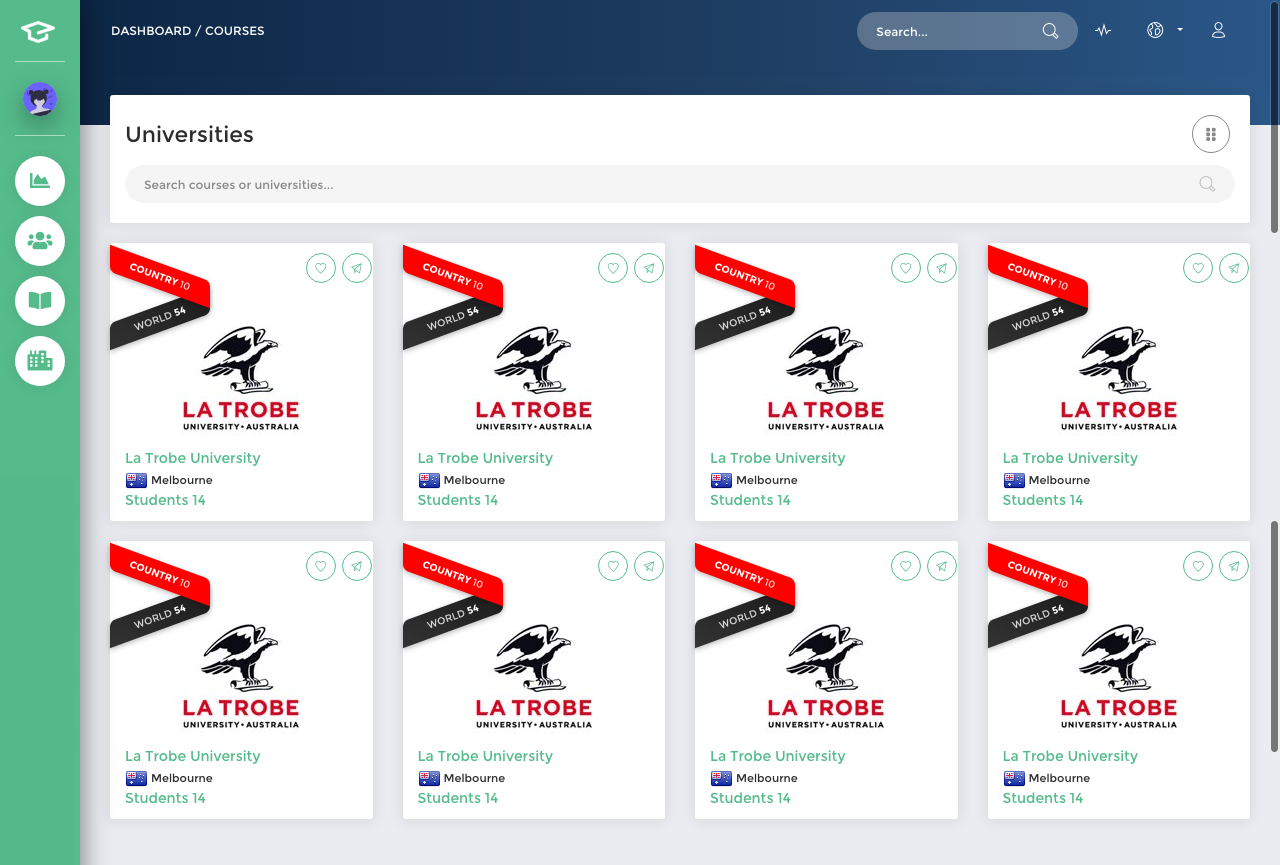 DASHBOARD / COURSES
Search...
Universities
Search courses or universities...
COUNTRY 10
WORLD 54
LA TROBE
UNIVERSITY • AUSTRALIA
La Trobe University
Melbourne
Students 14
COUNTRY 10
WORLD 54
LA TROBE
UNIVERSITY • AUSTRALIA
La Trobe University
Melbourne
Students 14
COUNTRY 10
WORLD 54
LA TROBE
UNIVERSITY • AUSTRALIA
La Trobe University
Melbourne
Students 14
COUNTRY 10
WORLD 54
LA TROBE
UNIVERSITY • AUSTRALIA
La Trobe University
Melbourne
Students 14
COUNTRY 10
WORLD 54
LA TROBE
UNIVERSITY • AUSTRALIA
La Trobe University
Melbourne
Students 14
COUNTRY 10
WORLD 54
LA TROBE
UNIVERSITY • AUSTRALIA
La Trobe University
Melbourne
Students 14
COUNTRY 10
WORLD 54
LA TROBE
UNIVERSITY • AUSTRALIA
La Trobe University
Melbourne
Students 14
COUNTRY 10
WORLD 54
LA TROBE
UNIVERSITY • AUSTRALIA
La Trobe University
Melbourne
Students 14